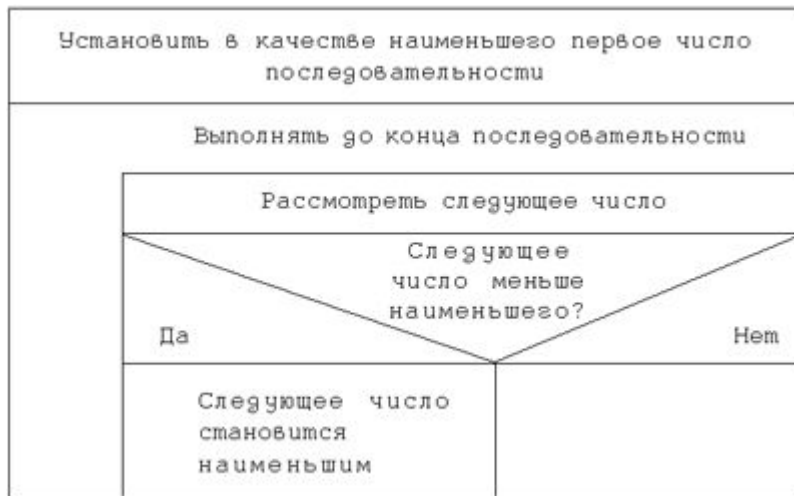 Установить в качестве наименьшего первое число
последовательности
Выполнять до конца последовательности
Рассмотреть следующее число
Следующее
число меньше
наименьшего?
Да
Нет
Следующее число
становится
наименьшим